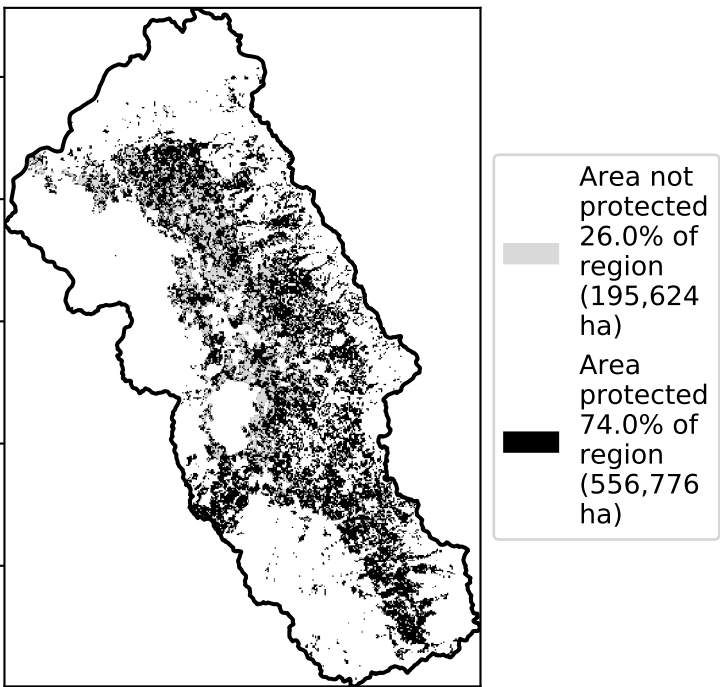 Area not
protected
26.0% of
region
(195,624
ha)
Area
protected
74.0% of
region
(556,776
ha)